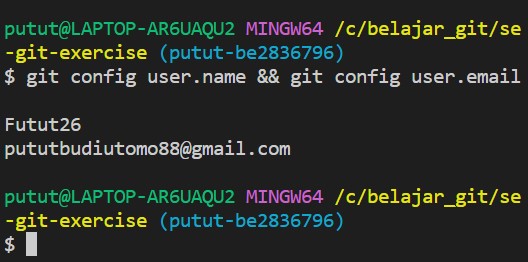 putut@LAPTOP-AR6UAQU2 MINGW64 /c/belajar_git/se
-git-exercise (putut-be2836796)
$ git config user.name && git config user.email
Futut26
pututbudiutomo88@gmail.com
putut@LAPTOP-AR6UAQU2 MINGW64 /c/belajar_git/se
-git-exercise (putut-be2836796)
$